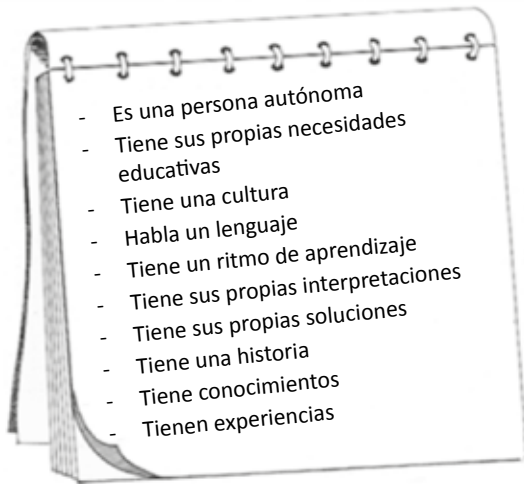 - Es una persona autónoma
- Tiene sus propias necesidades
educativas
- Tiene una cultura
- Habla un lenguaje
- Tiene un ritmo de aprendizaje
- Tiene sus propias interpretaciones
- Tiene sus propias soluciones
- Tiene una historia
- Tiene conocimientos
- Tienen experiencias